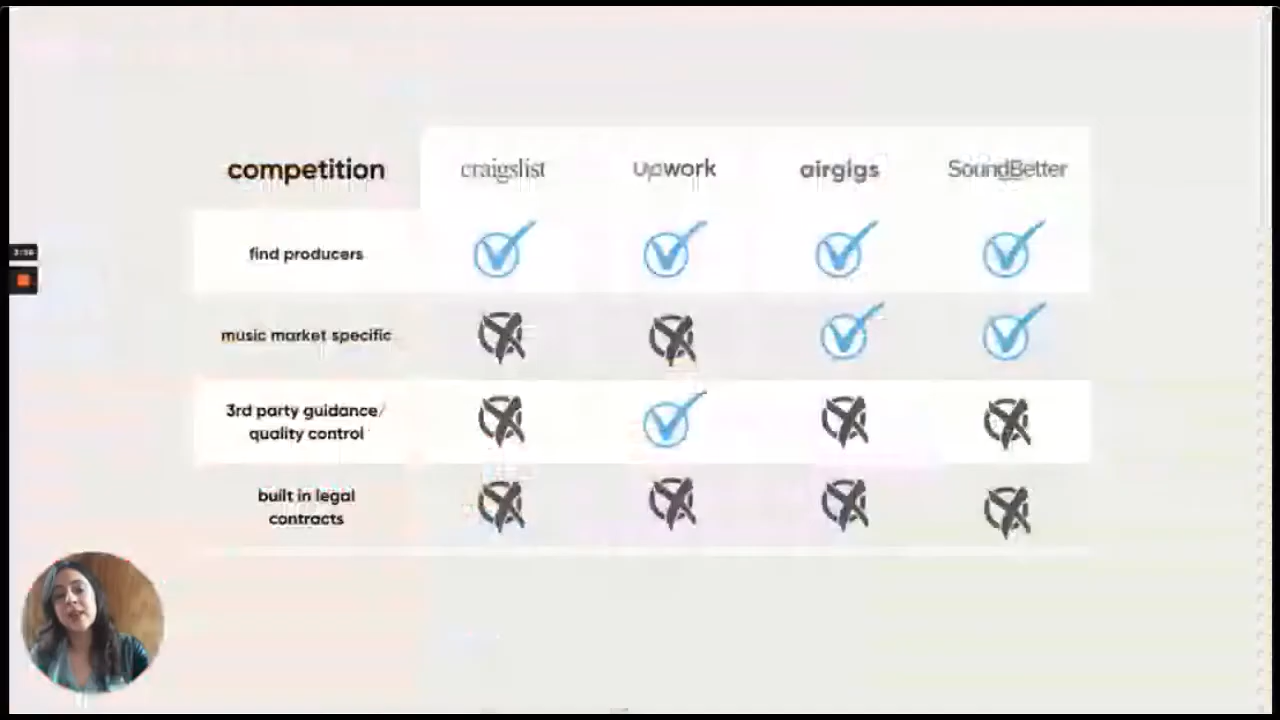 competition craigslist upwork airgigs SoundBetter
find producers
music market specific
3rd party guidance/
quality control
built in legal
contracts